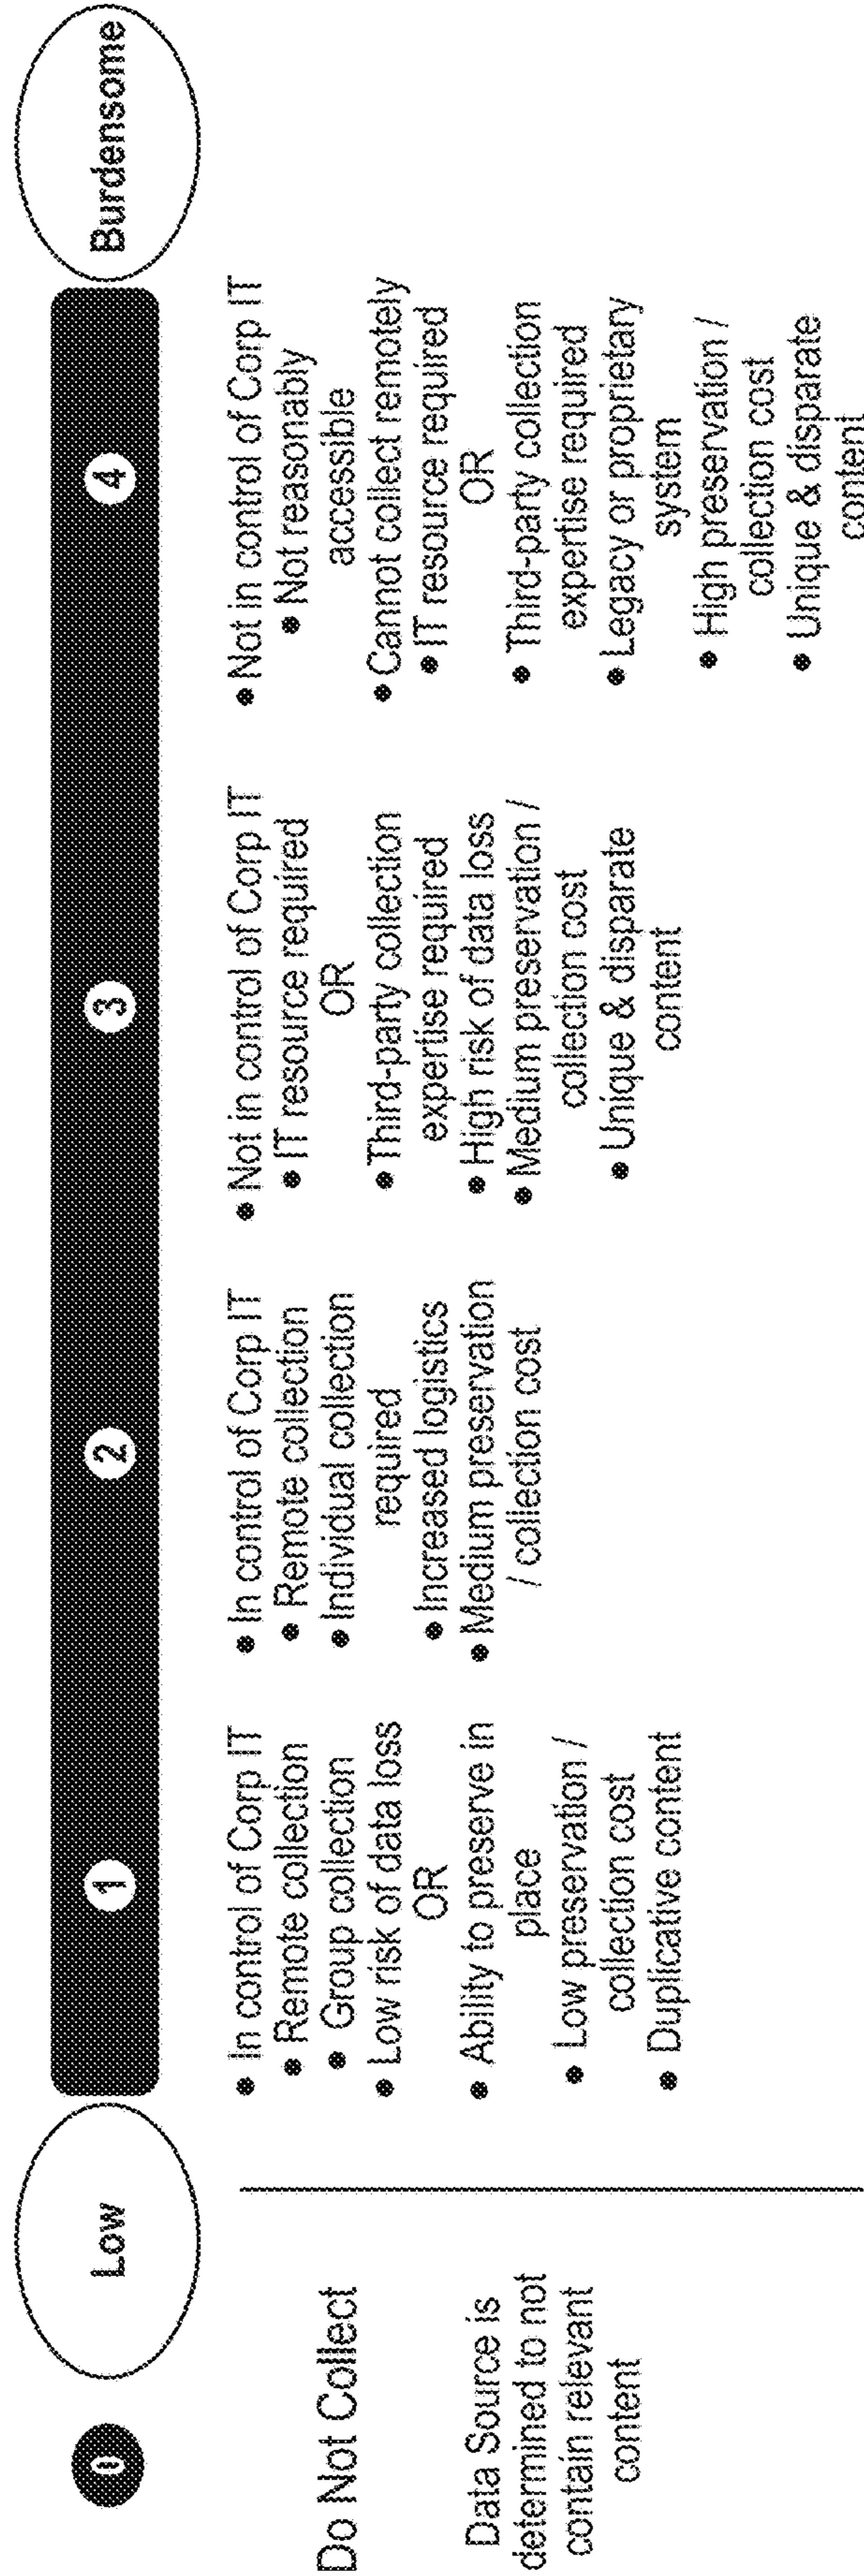 0
Low
1
2
3
4
Burdensome
Do Not Collect
Data Source is
determined to not
contain relevant
content
• In control of Corp IT
• Remote collection
• Group collection
• Low risk of data loss
OR
• Ability to preserve in
place
• Low preservation /
collection cost
• Duplicative content
• In control of Corp IT
• Remote collection
• Individual collection
required
• Increased logistics
• Medium preservation
/ collection cost
• Not in control of Corp IT
• IT resource required
OR
• Third-party collection
expertise required
• High risk of data loss
• Medium preservation /
collection cost
• Unique & disparate
content
• Not in control of Corp IT
• Not reasonably
accessible
• Cannot collect remotely
• IT resource required
OR
• Third-party collection
expertise required
• Legacy or proprietary
system
• High preservation /
collection cost
• Unique & disparate
content